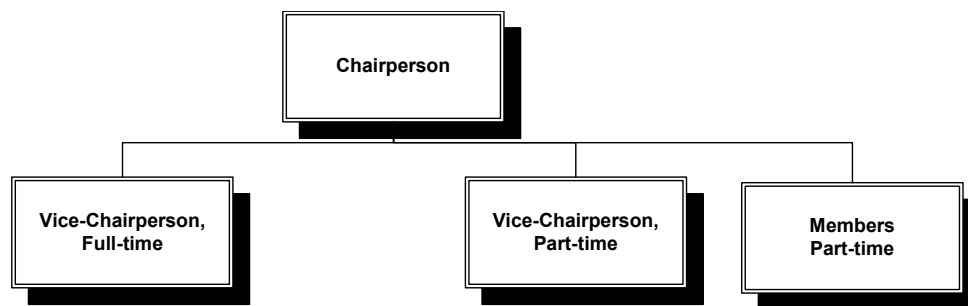 Chairperson
Vice-Chairperson,
Full-time
Vice-Chairperson,
Part-time
Members
Part-time